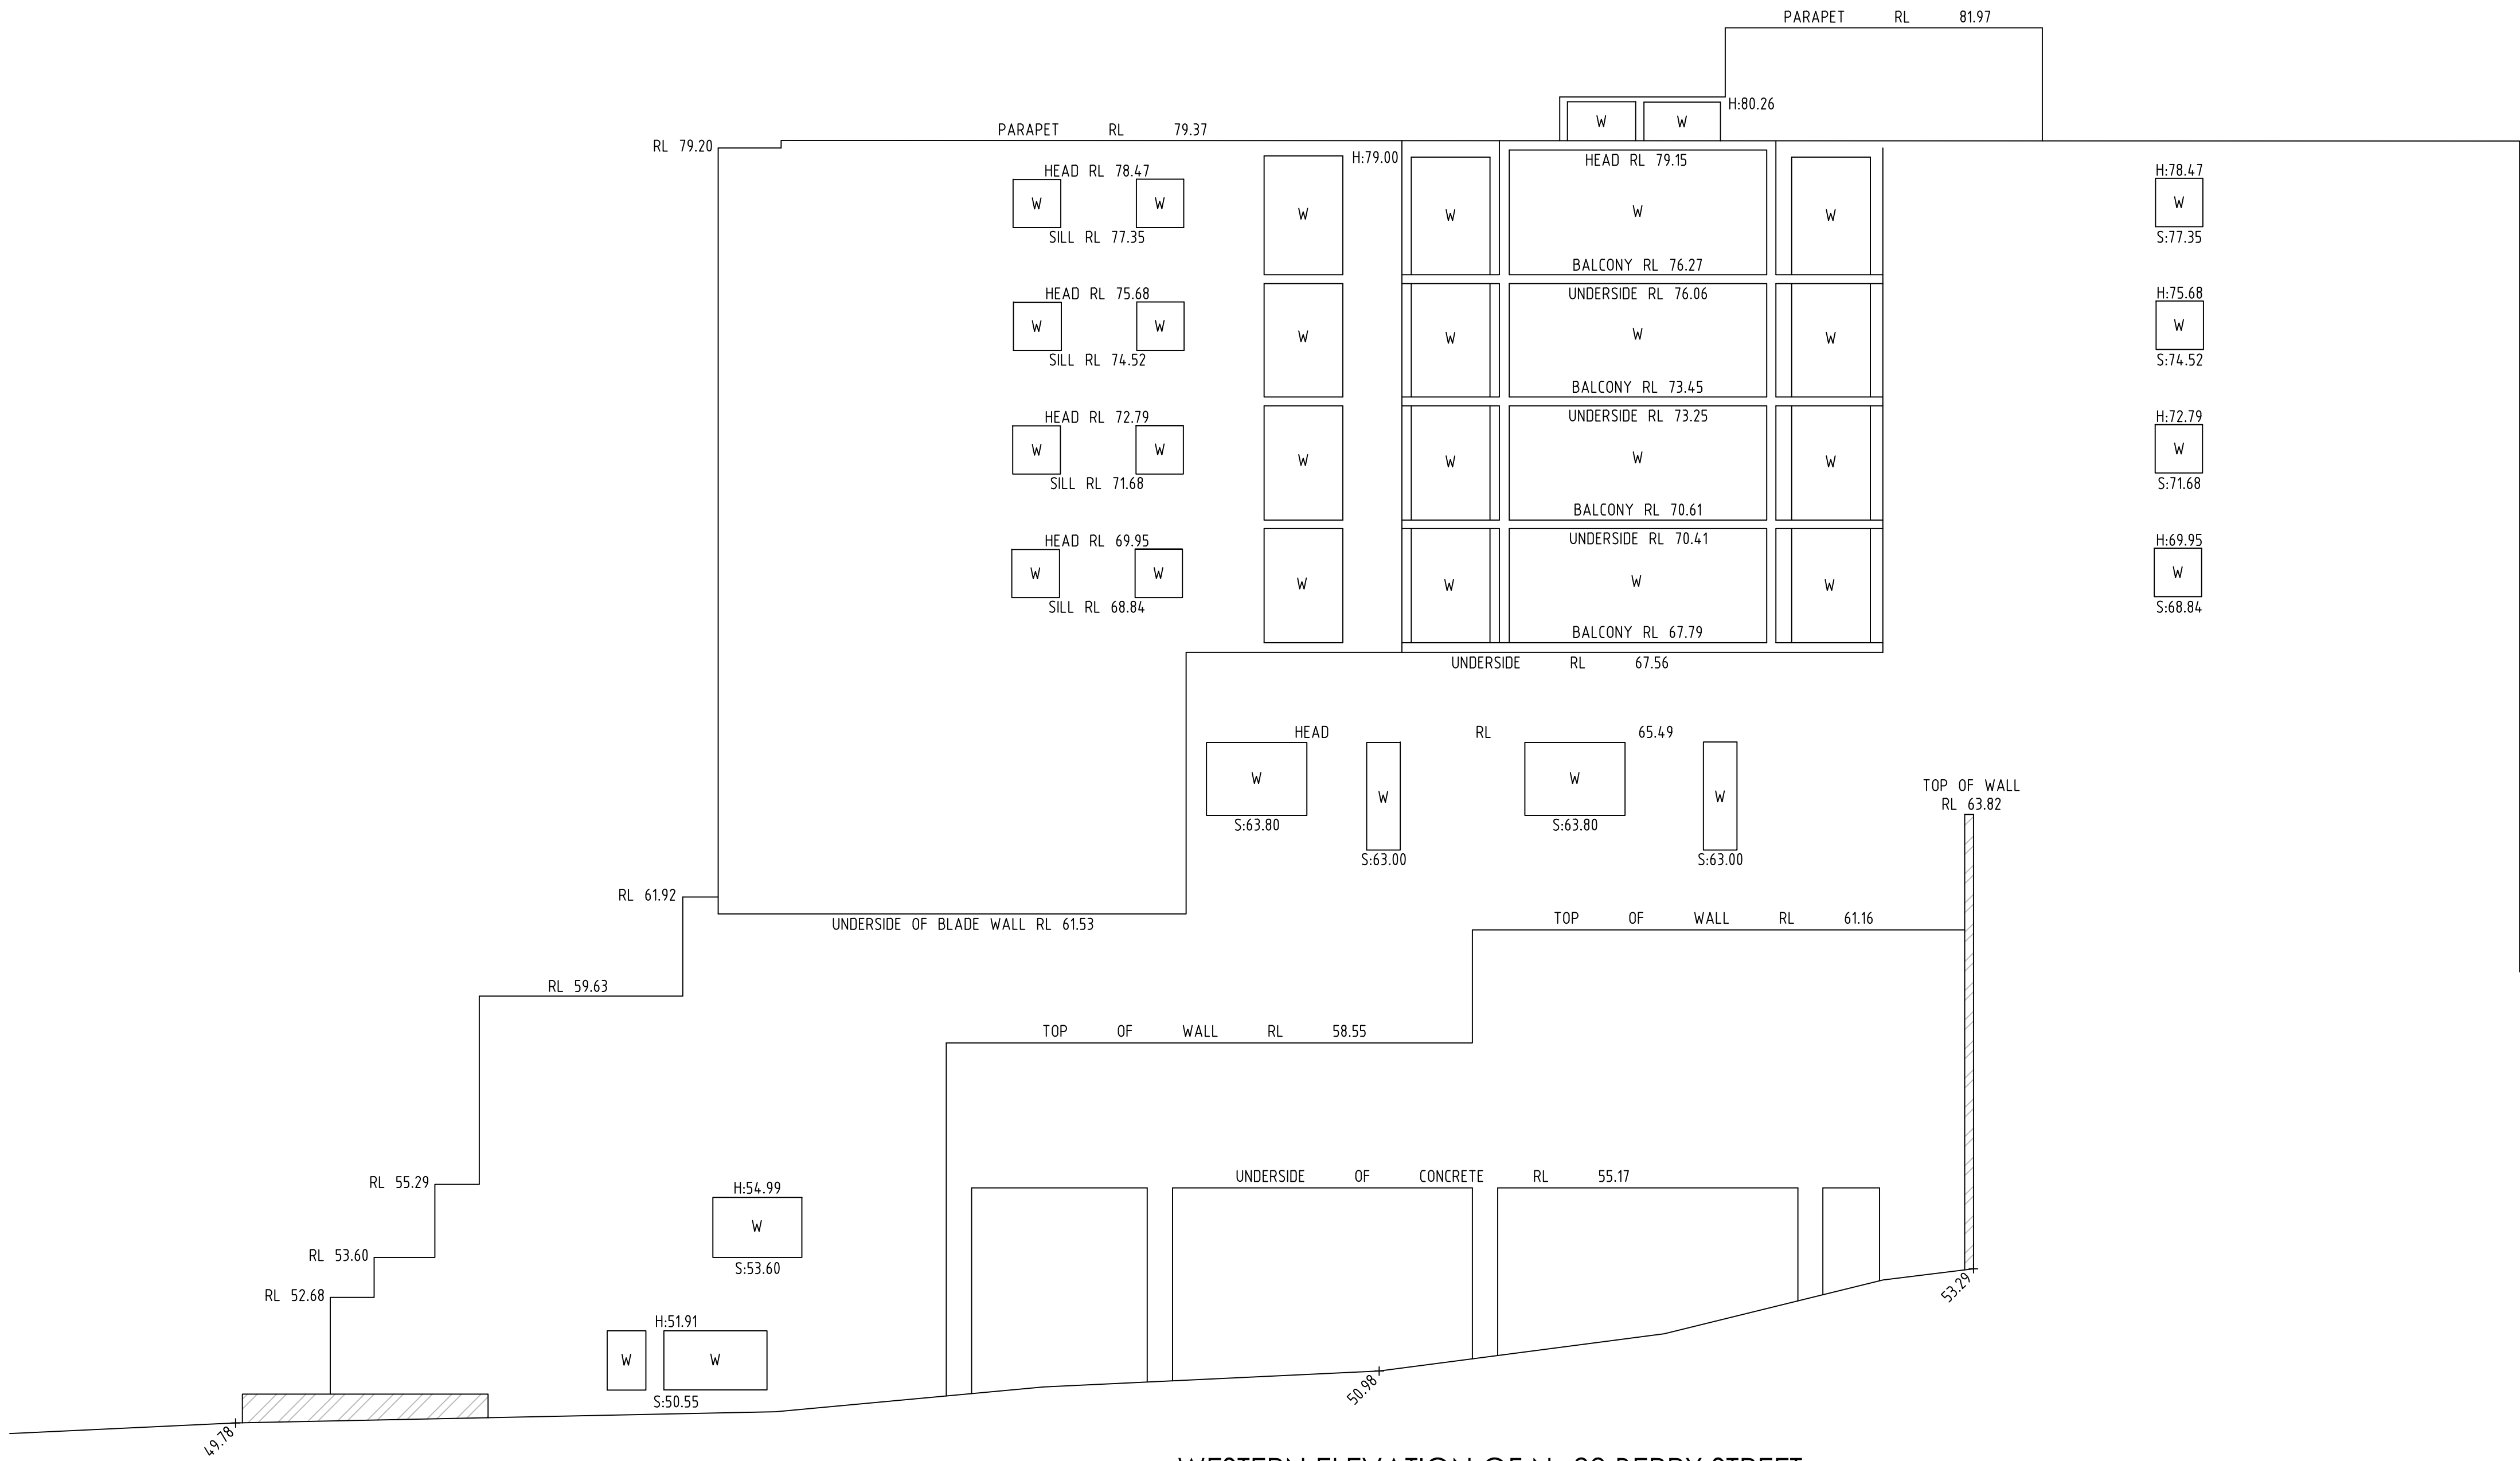 PARAPET RL 81.97
H:80.26
W W
PARAPET RL 79.37
RL 79.20
H:79.00
HEAD RL 79.15
HEAD RL 78.47
H:78.47
W W W W W W W
SILL RL 77.35
S:77.35
BALCONY RL 76.27
HEAD RL 75.68
UNDERSIDE RL 76.06
H:75.68
W W W W W W W
SILL RL 74.52
S:74.52
BALCONY RL 73.45
HEAD RL 72.79
UNDERSIDE RL 73.25
H:72.79
W W W W W W W
SILL RL 71.68
S:71.68
BALCONY RL 70.61
HEAD RL 69.95
UNDERSIDE RL 70.41
H:69.95
W W W W W W W
SILL RL 68.84
S:68.84
BALCONY RL 67.79
UNDERSIDE RL 67.56
HEAD RL 65.49
W W W W
S:63.80
S:63.00
S:63.80
S:63.00
TOP OF WALL
RL 63.82
RL 61.92
UNDERSIDE OF BLADE WALL RL 61.53
TOP OF WALL RL 61.16
RL 59.63
TOP OF WALL RL 58.55
RL 55.29
H:54.99
W
S:53.60
UNDERSIDE OF CONCRETE RL 55.17
RL 53.60
RL 52.68
H:51.91
W W
S:50.55
53.29
50.98
49.78
WESTERN ELEVATION OF BERRY STREET